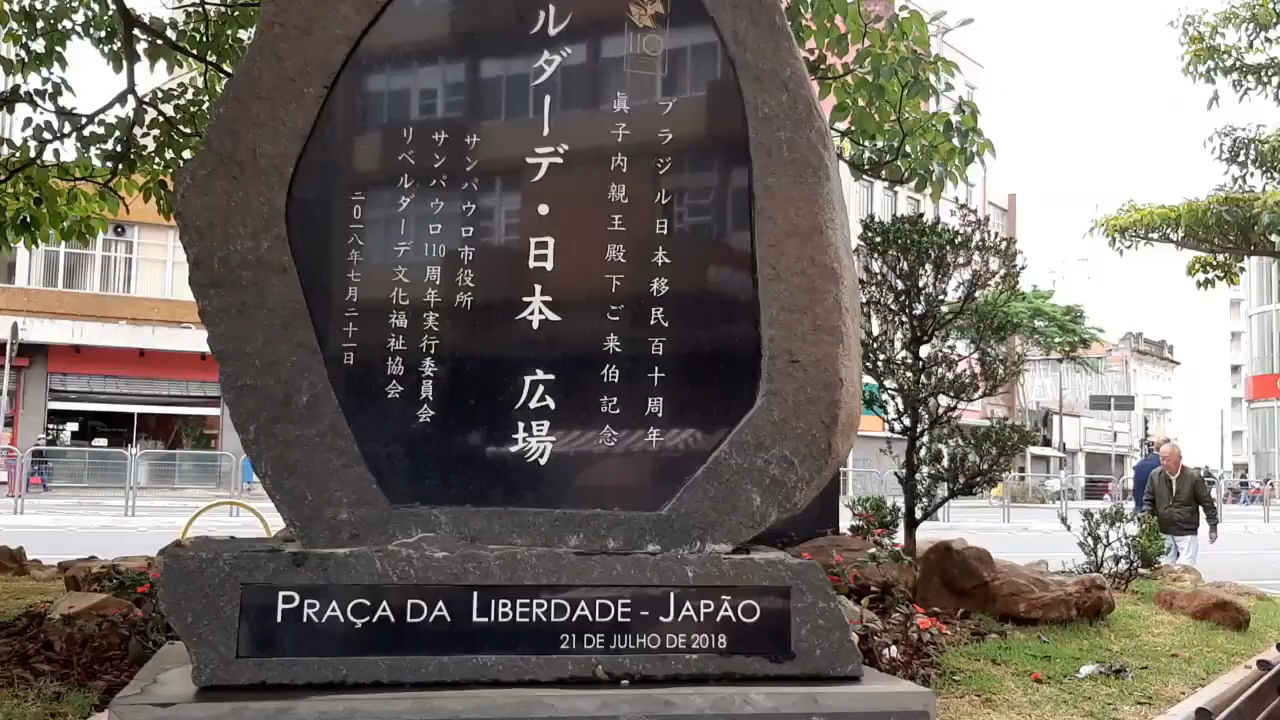 110
ブラジル日本移民百十周年
眞子内親王殿下ご来伯記念
ルダーデ・日本 広場
サンパウロ市役所
サンパウロ110周年実行委員会
リベルダーデ文化福祉協会
二〇一八年七月二十一日
PRAÇA DA LIBERDADE - JAPÃO
21 DE JULHO DE 2018